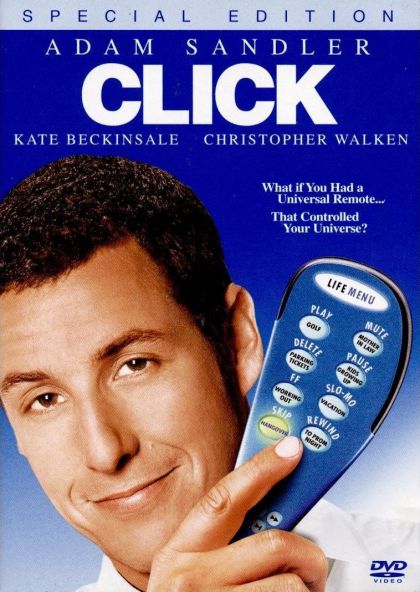 SPECIAL EDITION
ADAM SANDLER
CLICK
KATE BECKINSALE CHRISTOPHER WALKEN
What if You Had a
Universal Remote...
That Controlled
Your Universe?
LIFE MENU
PLAY
GOLF
MUTE
MOTHER
IN LAW
DELETE
PARKING
TICKETS
PAUSE
KIDS
GROWING
UP
FF
WORKING
OUT
SLO-MO
VACATION
SKIP
HANGOVER
REWIND
TO PROM
NIGHT
DVD
VIDEO